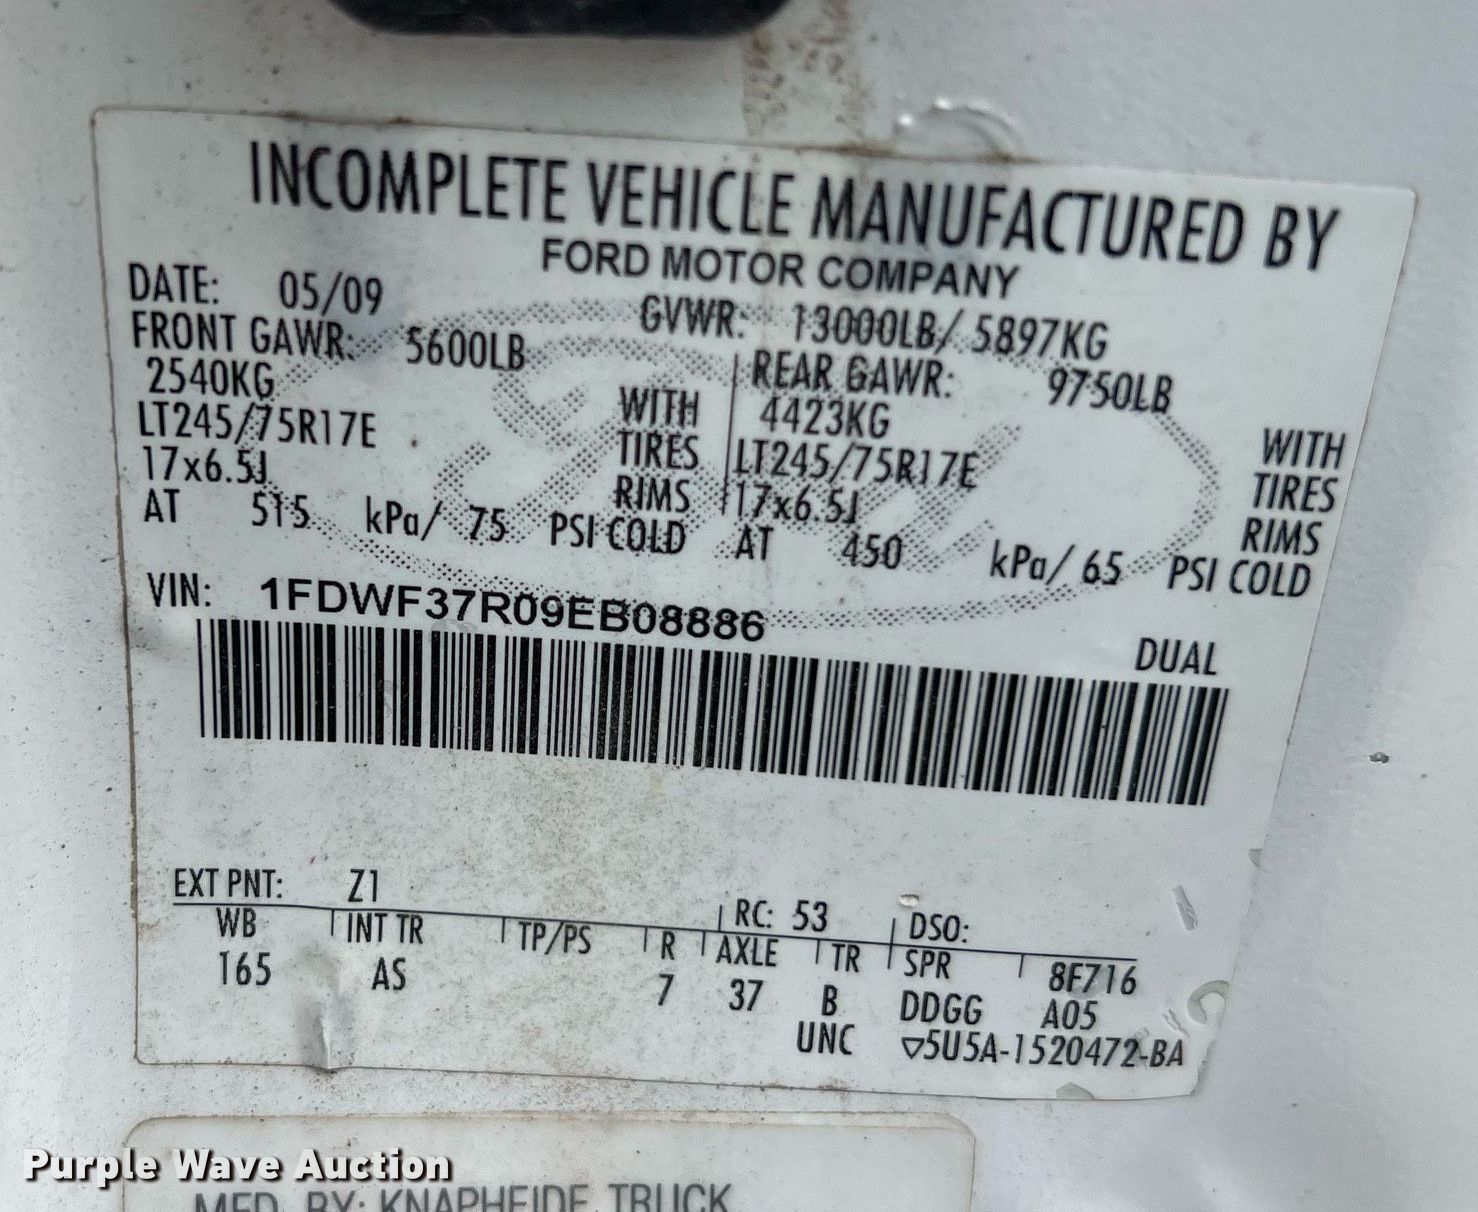 INCOMPLETE VEHICLE MANUFACTURED BY
FORD MOTOR COMPANY
DATE: 05/09
GVWR: 13000LB/ 5897KG
FRONT GAWR: 5600LB
2540KG
WITH
LT245/75R17E
TIRES
17x6.5J
RIMS
AT 515 kPa/ 75 PSI COLD
REAR GAWR: 9750LB
4423KG
WITH
LT245/75R17E
TIRES
17x6.5J
RIMS
AT 450 kPa/ 65 PSI COLD
VIN: 1FDWF37R09EB08886
DUAL
EXT PNT: Z1
RC: 53 DSO:
WB INT TR TP/PS R AXLE TR SPR 8F716
165 AS 7 37 B DDGG A05
UNC ▽5U5A-1520472-BA
MFD. BY: KNAPHEIDE TRUCK
Purple Wave Auction